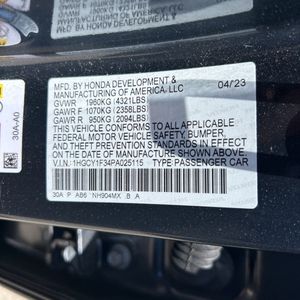 MFD. BY HONDA DEVELOPMENT &
MANUFACTURING OF AMERICA, LLC 04/23
GVWR 1960KG (4321LBS)
GAWR F 1070KG (2358LBS)
GAWR R 950KG (2094LBS)
THIS VEHICLE CONFORMS TO ALL APPLICABLE
FEDERAL MOTOR VEHICLE SAFETY, BUMPER,
AND THEFT PREVENTION STANDARDS IN EFFECT
ON THE DATE OF MANUFACTURE SHOWN ABOVE.
V.I.N.: 1HGCY1F34PA025115 TYPE PASSENGER CAR
30A P AB6 NH904MX B A
30A-A0